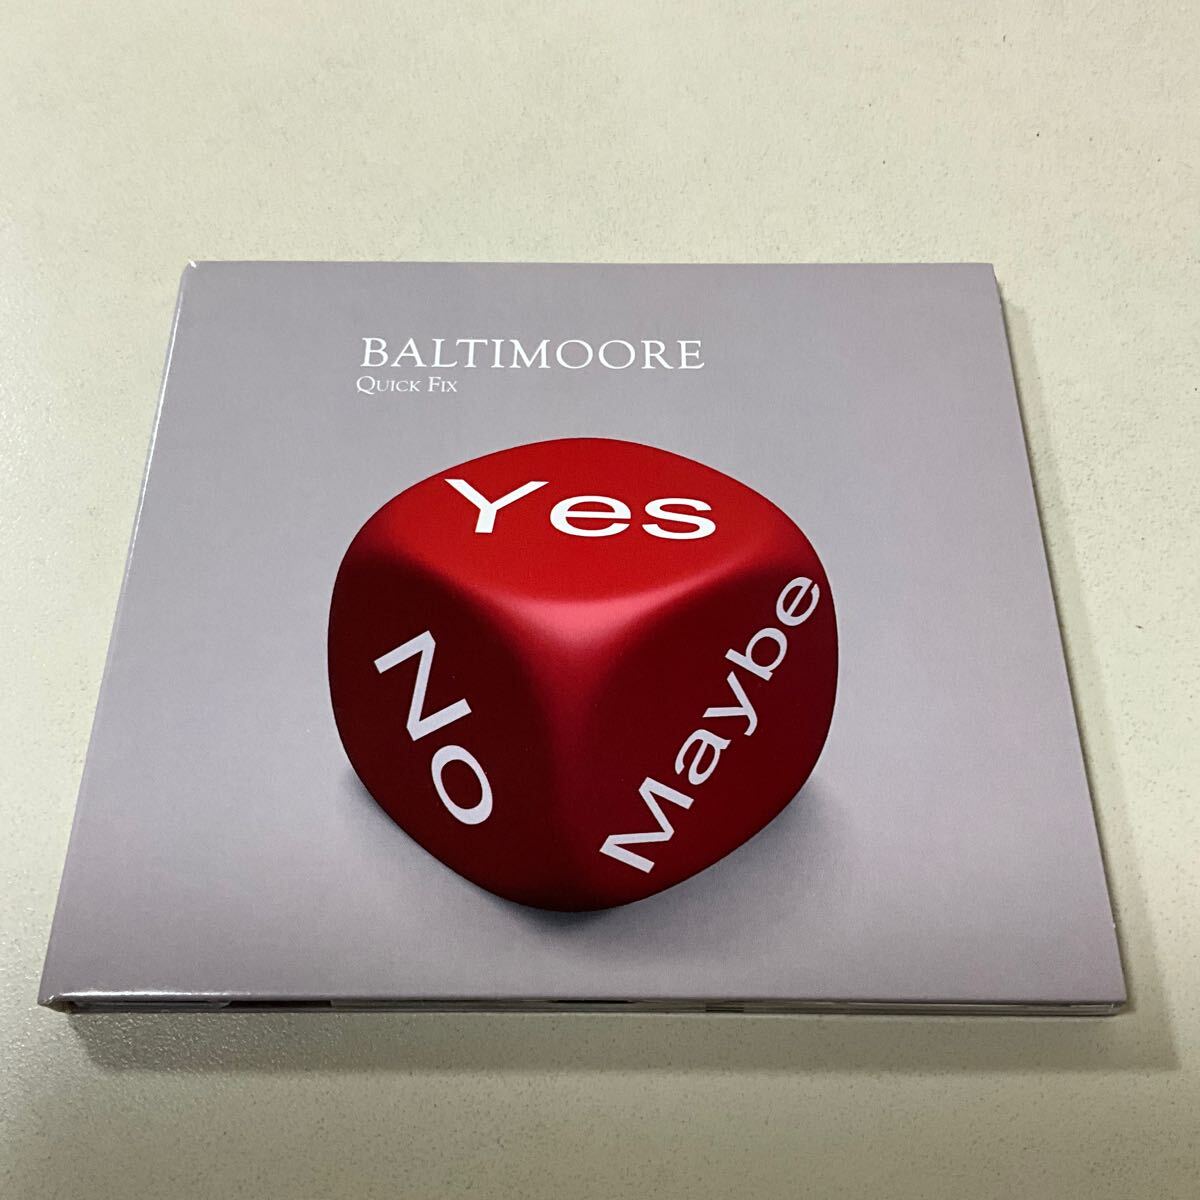 BALTIMOORE
Quick Fix
Yes
No
Maybe